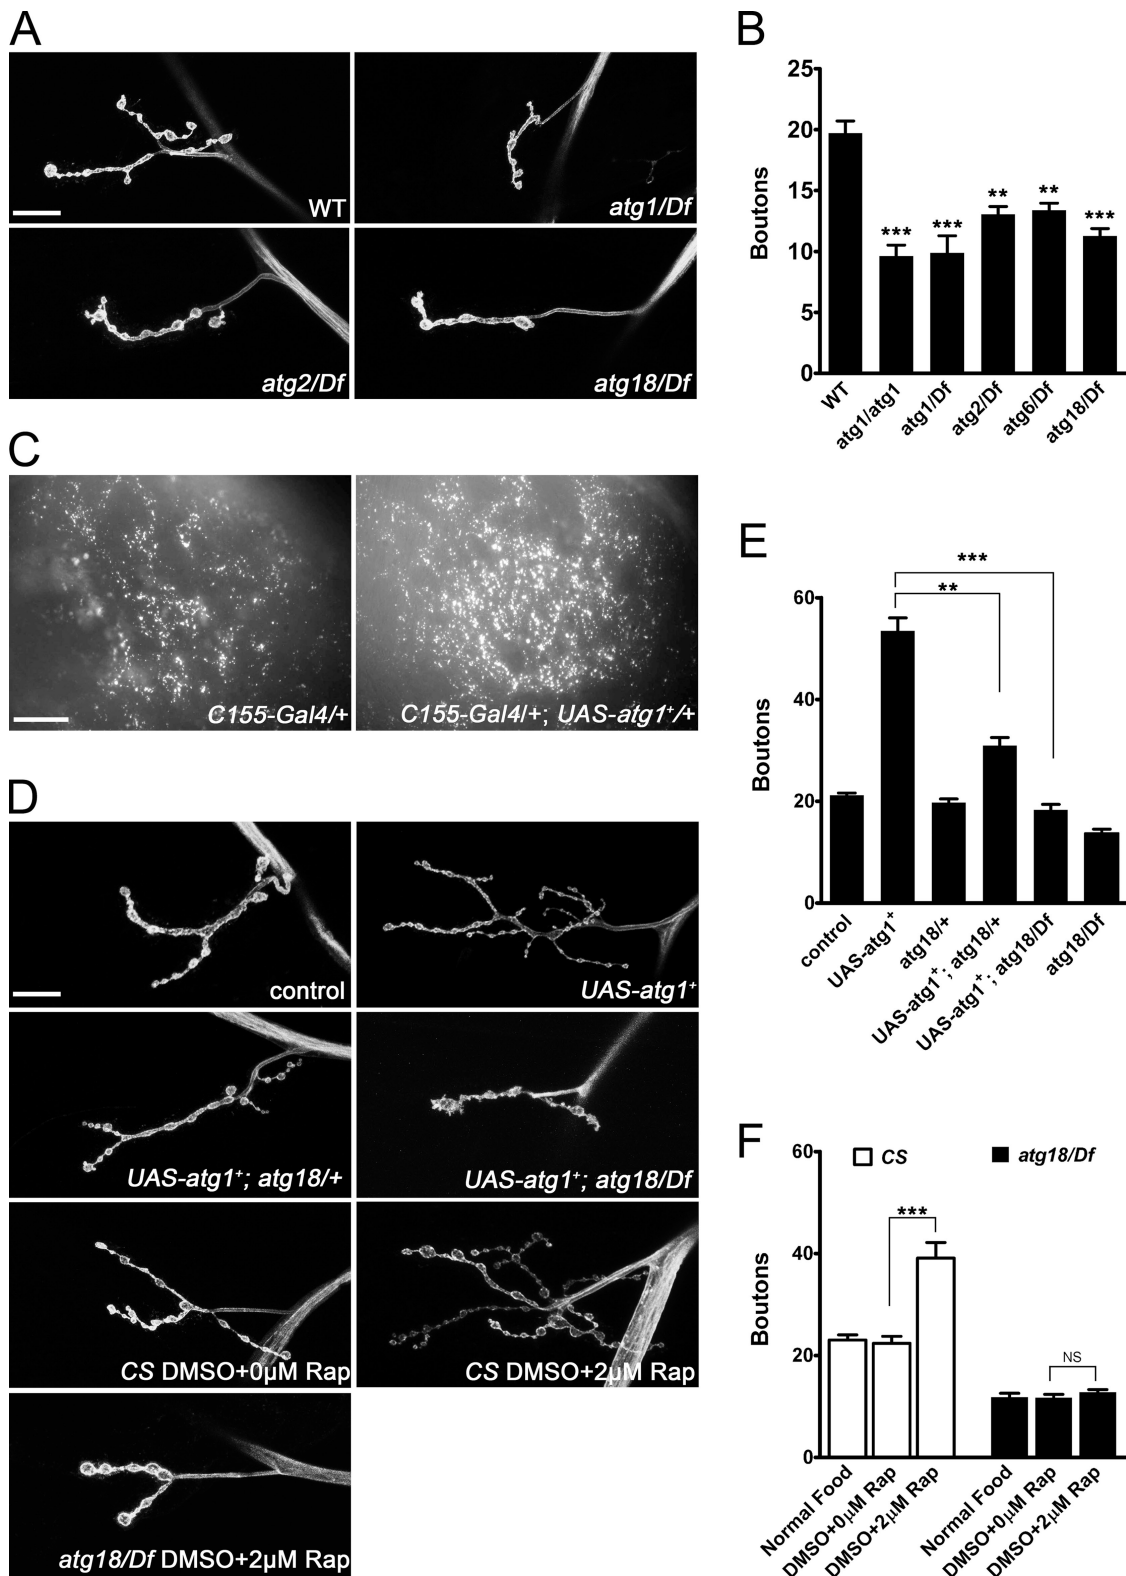 A
WT
atg1/Df
atg2/Df
atg18/Df
B
Boutons
25
20
15
10
5
0
***
***
**
**
***
WT
atg1/atg1
atg1/Df
atg2/Df
atg6/Df
atg18/Df
C
C155-Gal4/+
C155-Gal4/+; UAS-atg1⁺/+
D
control
UAS-atg1⁺
UAS-atg1⁺; atg18/+
UAS-atg1⁺; atg18/Df
CS DMSO+0µM Rap
CS DMSO+2µM Rap
atg18/Df DMSO+2µM Rap
E
Boutons
60
40
20
0
***
**
control
UAS-atg1⁺
atg18/+
UAS-atg1⁺; atg18/+
UAS-atg1⁺; atg18/Df
atg18/Df
F
CS
atg18/Df
Boutons
60
40
20
0
***
NS
Normal Food
DMSO+0µM Rap
DMSO+2µM Rap
Normal Food
DMSO+0µM Rap
DMSO+2µM Rap